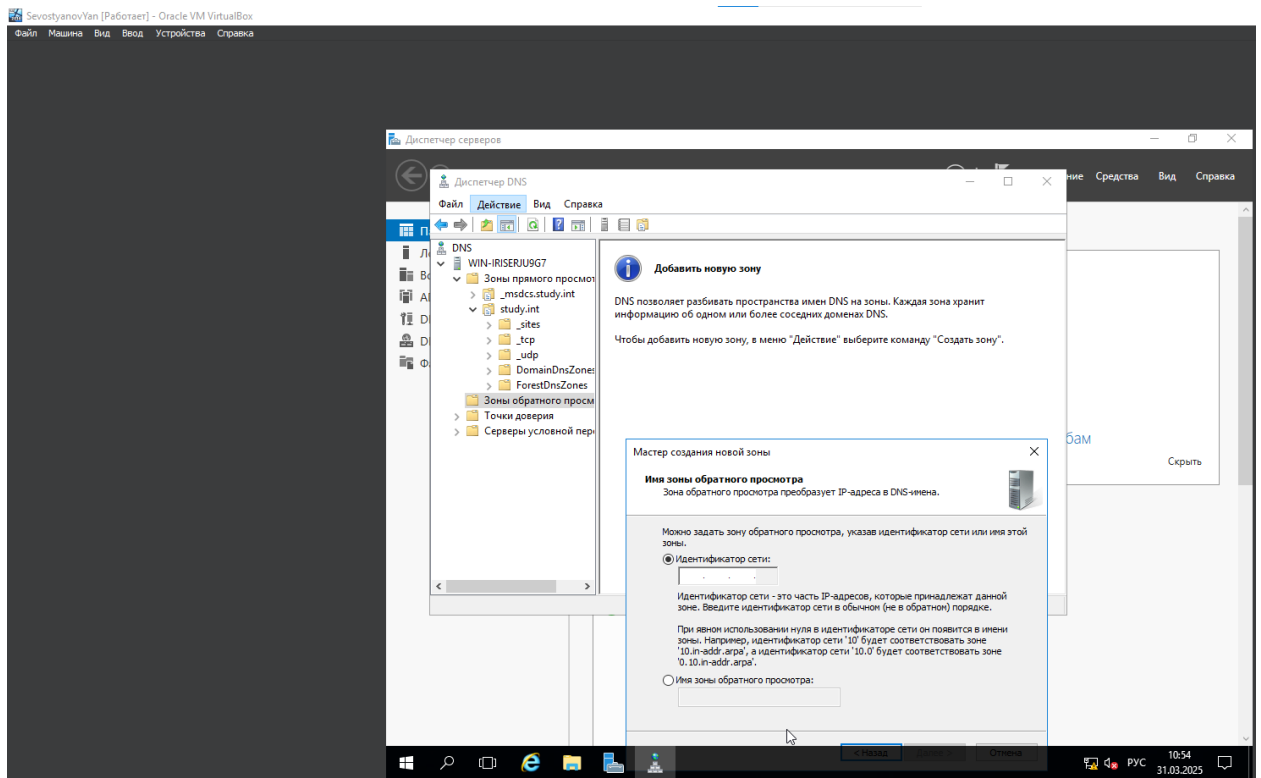 SevostyanovYan [Работает] - Oracle VM VirtualBox
Файл Машина Вид Ввод Устройства Справка
Диспетчер серверов
Средства Вид Справка
Диспетчер DNS
Файл Действие Вид Справка
DNS
WIN-IRISERJU9G7
Зоны прямого просмот
_msdcs.study.int
study.int
_sites
_tcp
_udp
DomainDnsZones
ForestDnsZones
Зоны обратного просм
Точки доверия
Серверы условной пер
Добавить новую зону
DNS позволяет разбивать пространства имен DNS на зоны. Каждая зона хранит
информацию об одном или более соседних доменах DNS.
Чтобы добавить новую зону, в меню "Действие" выберите команду "Создать зону".
бам
Скрыть
Мастер создания новой зоны
Имя зоны обратного просмотра
Зона обратного просмотра преобразует IP-адреса в DNS-имена.
Можно задать зону обратного просмотра, указав идентификатор сети или имя этой
зоны.
Идентификатор сети:
. . .
Идентификатор сети - это часть IP-адресов, которые принадлежат данной
зоне. Введите идентификатор сети в обычном (не в обратном) порядке.
При явном использовании нуля в идентификаторе сети он появится в имени
зоны. Например, идентификатор сети '10' будет соответствовать зоне
'10.in-addr.arpa', а идентификатор сети '10.0' будет соответствовать зоне
'0.10.in-addr.arpa'.
Имя зоны обратного просмотра:
< Назад
Отмена
РУС
10:54
31.03.2025